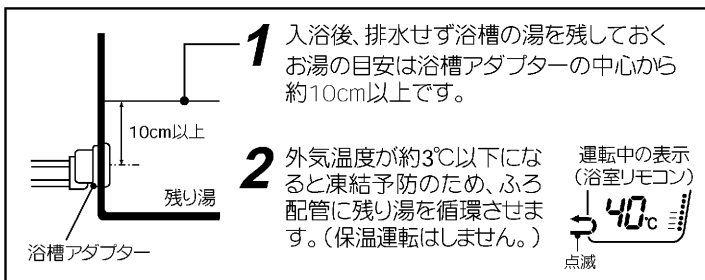 1 入浴後、排水せず浴槽の湯を残しておく
お湯の目安は浴槽アダプターの中心から
約10cm以上です。
10cm以上
残り湯
浴槽アダプター
2 外気温度が約3℃以下にな
ると凍結予防のため、ふろ
配管に残り湯を循環させま
す。(保温運転はしません。)
運転中の表示
(浴室リモコン)
40℃
点滅